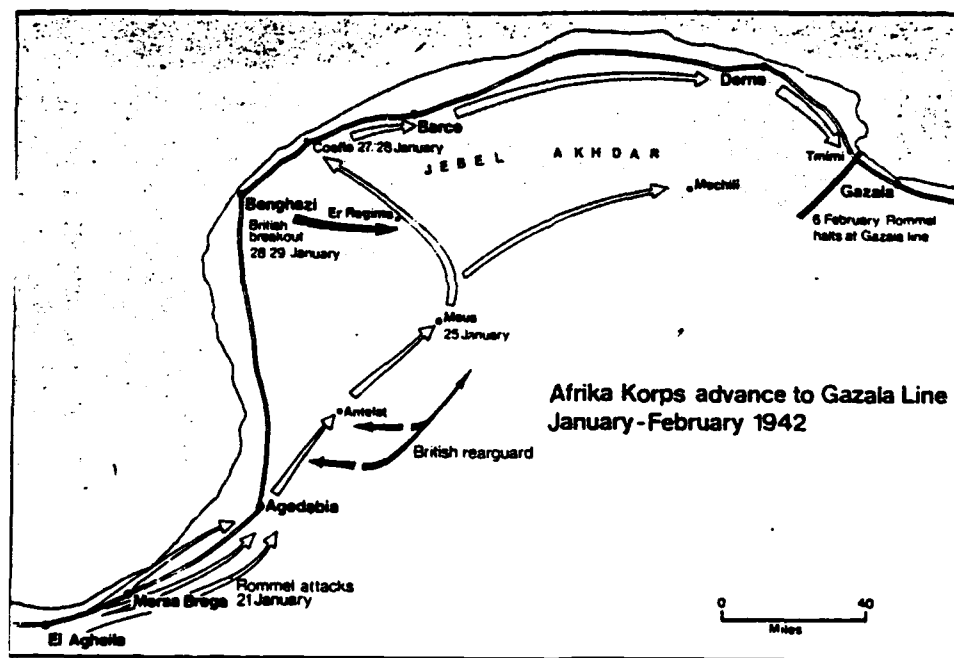 Derna
Barce
Coefia 27/28 January
JEBEL AKHDAR
Tmimi
Mechili
Gazala
Benghazi
Er Regima
British
breakout
28 29 January
6 February Rommel
halts at Gazala line
Msus
25 January
Afrika Korps advance to Gazala Line
January-February 1942
Antelat
British rearguard
Agedabia
Rommel attacks
21 January
Mersa Brega
El Agheila
0 40
Miles